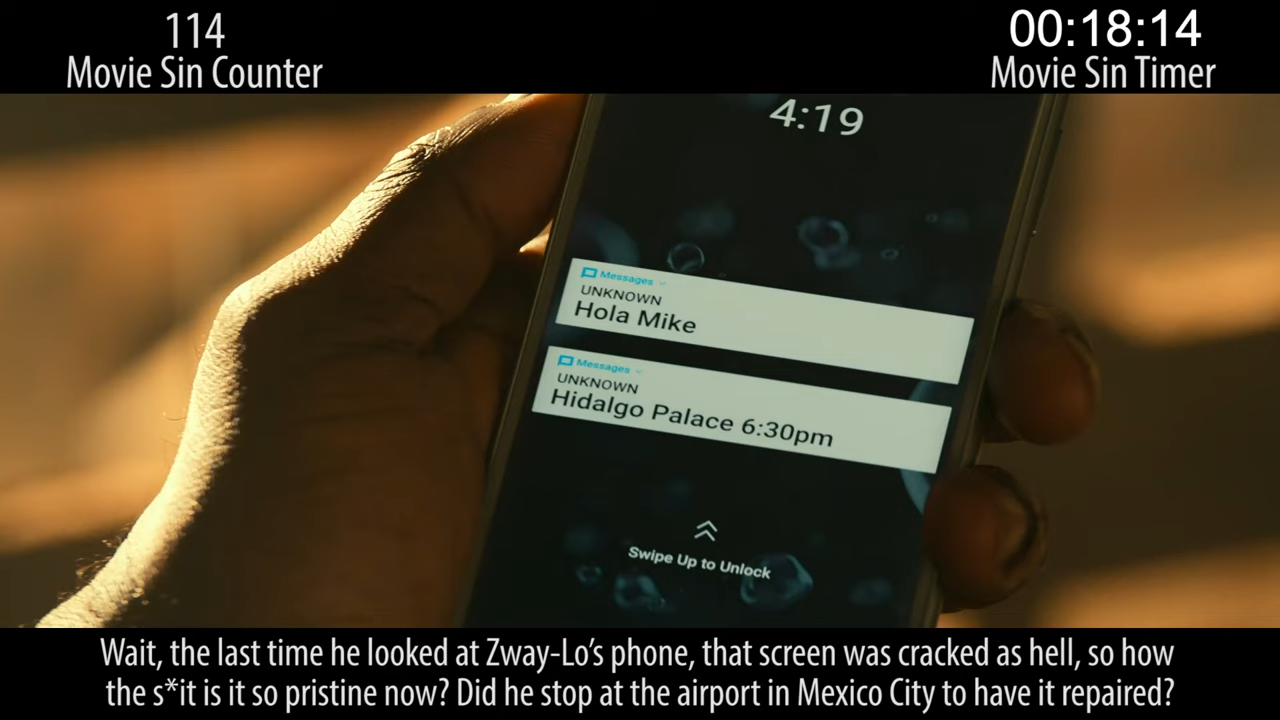 114
Movie Sin Counter
00:18:14
Movie Sin Timer
4:19
Messages
UNKNOWN
Hola Mike
Messages
UNKNOWN
Hidalgo Palace 6:30pm
Swipe Up to Unlock
Wait, the last time he looked at Zway-Lo’s phone, that screen was cracked as hell, so how
the s*it is it so pristine now? Did he stop at the airport in Mexico City to have it repaired?